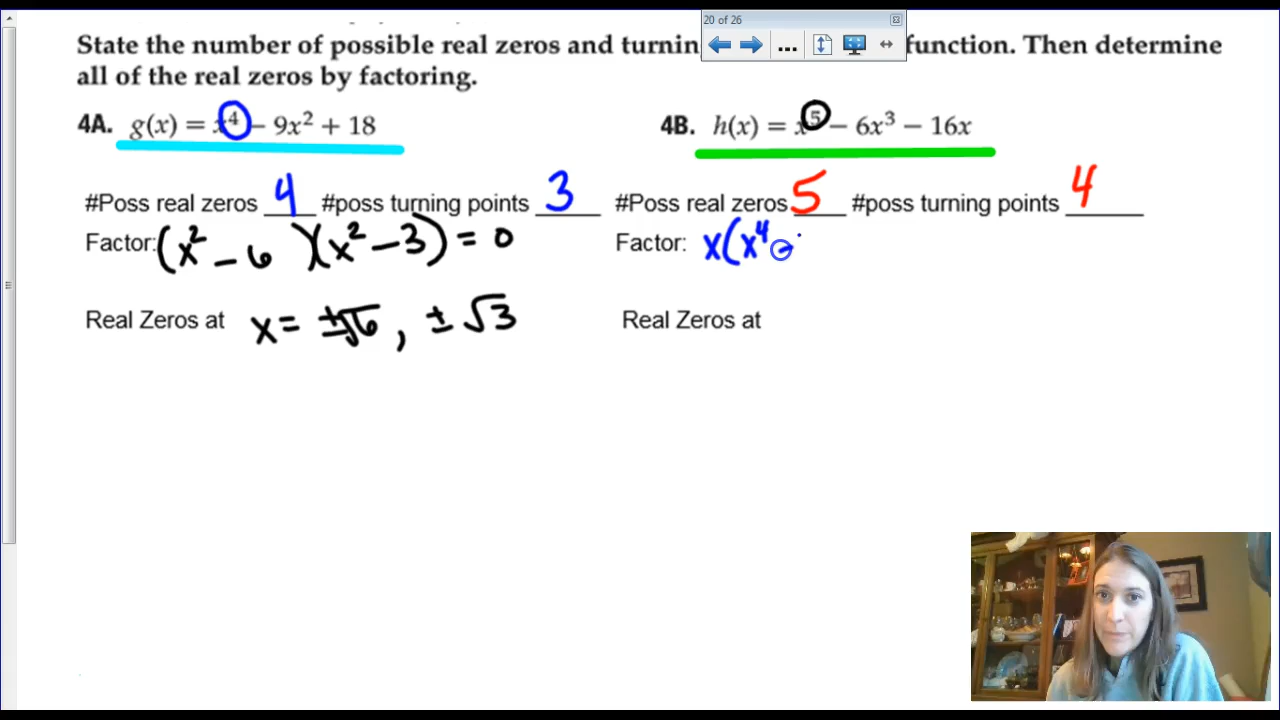 20 of 26
State the number of possible real zeros and turnin function. Then determine
all of the real zeros by factoring.
4A. g(x) = x⁴ − 9x² + 18
4B. h(x) = x⁵ − 6x³ − 16x
#Poss real zeros 4 #poss turning points 3
#Poss real zeros 5 #poss turning points 4
Factor: (x² − 6 )(x² − 3) = 0
Factor: x(x⁴ −
Real Zeros at x = ±√6, ±√3
Real Zeros at